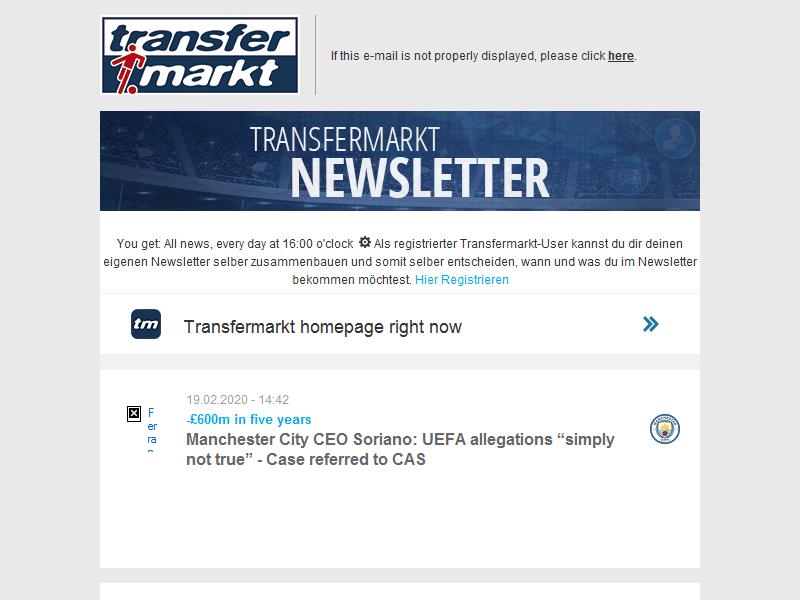 transfer
markt
If this e-mail is not properly displayed, please click here.
TRANSFERMARKT
NEWSLETTER
You get: All news, every day at 16:00 o'clock Als registrierter Transfermarkt-User kannst du dir deinen
eigenen Newsletter selber zusammenbauen und somit selber entscheiden, wann und was du im Newsletter
bekommen möchtest. Hier Registrieren
tm
Transfermarkt homepage right now
19.02.2020 - 14:42
F
er
ra
-£600m in five years
Manchester City CEO Soriano: UEFA allegations “simply
not true” - Case referred to CAS